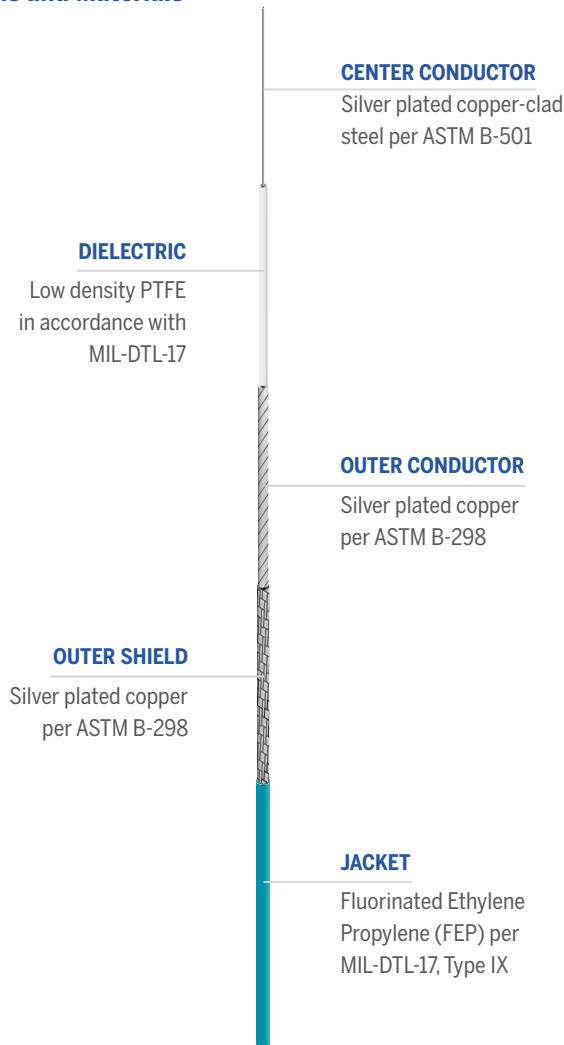 CENTER CONDUCTOR
Silver plated copper-clad
steel per ASTM B-501
DIELECTRIC
Low density PTFE
in accordance with
MIL-DTL-17
OUTER CONDUCTOR
Silver plated copper
per ASTM B-298
OUTER SHIELD
Silver plated copper
per ASTM B-298
JACKET
Fluorinated Ethylene
Propylene (FEP) per
MIL-DTL-17, Type IX